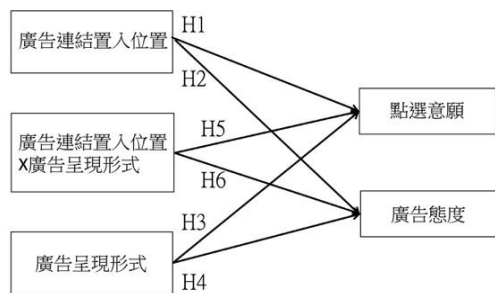 廣告連結置入位置
H1
H2
廣告連結置入位置
X廣告呈現形式
H5
H6
點選意願
廣告態度
H3
廣告呈現形式
H4